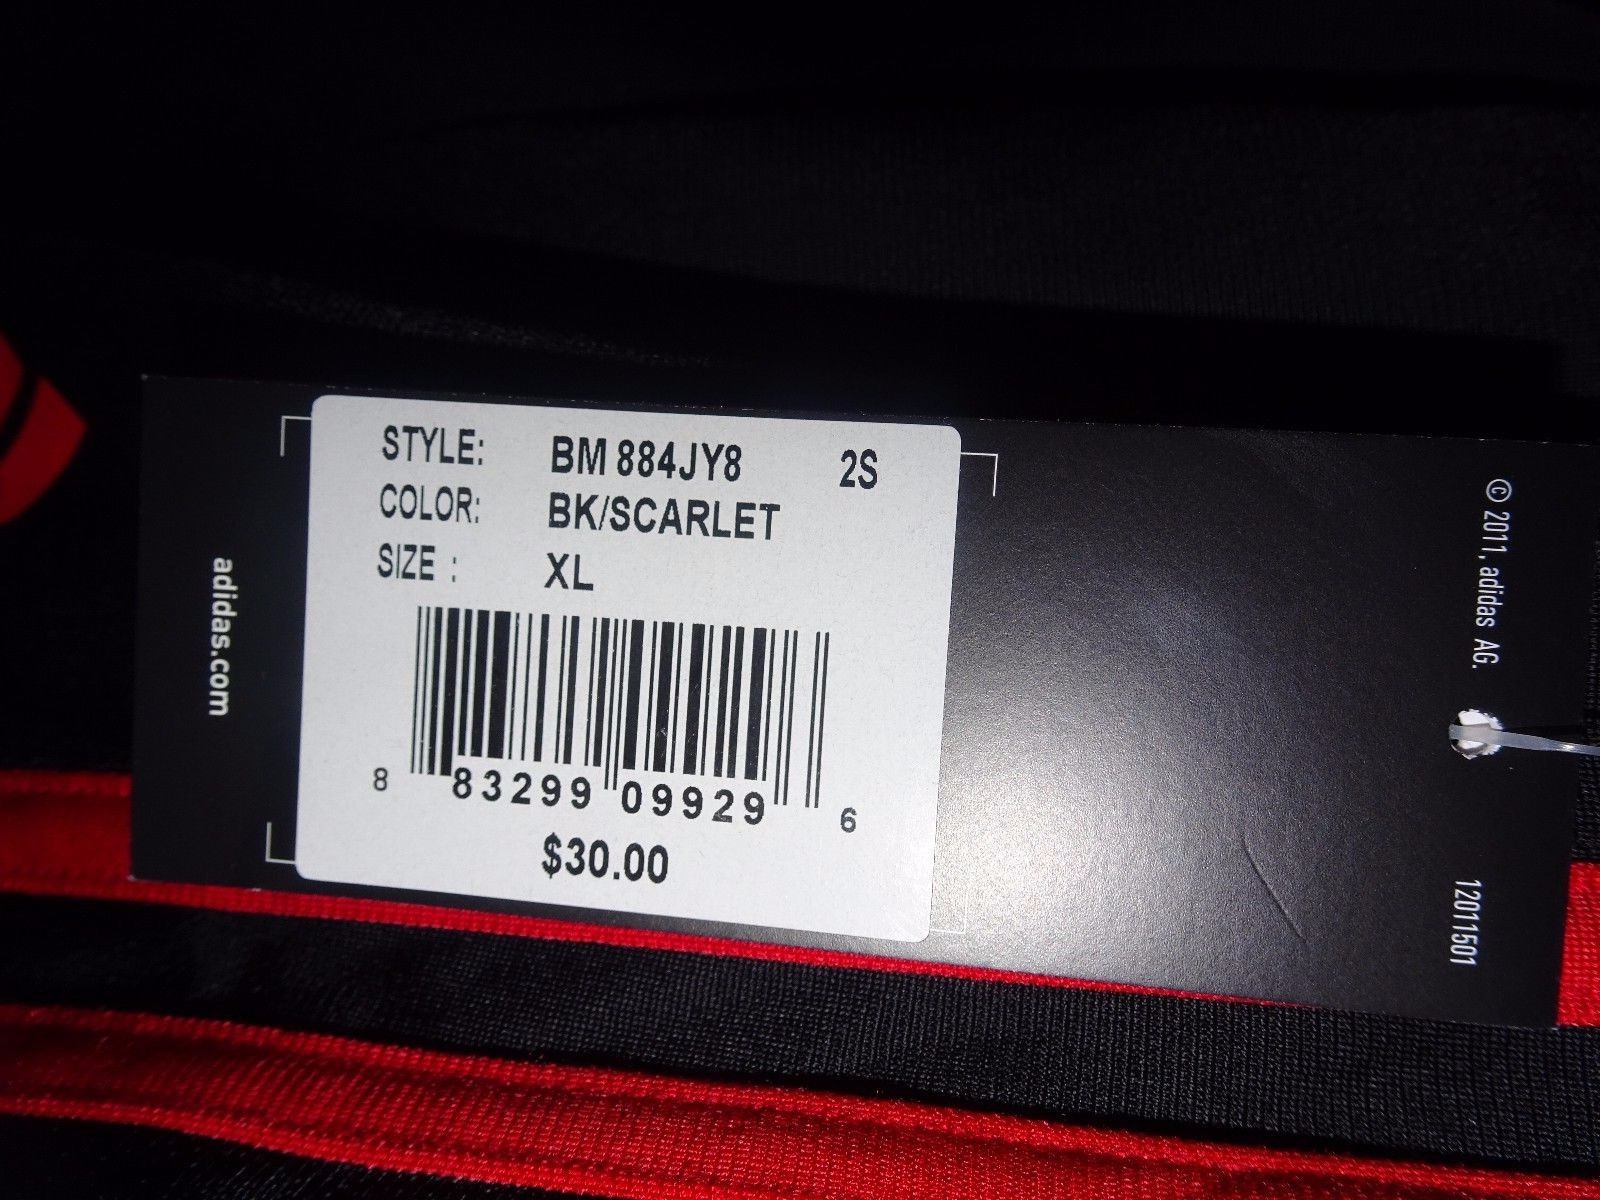 STYLE: BM 884JY8 2S
COLOR: BK/SCARLET
SIZE : XL
8 83299 09929 6
$30.00
adidas.com
© 2011, adidas AG.
12011501